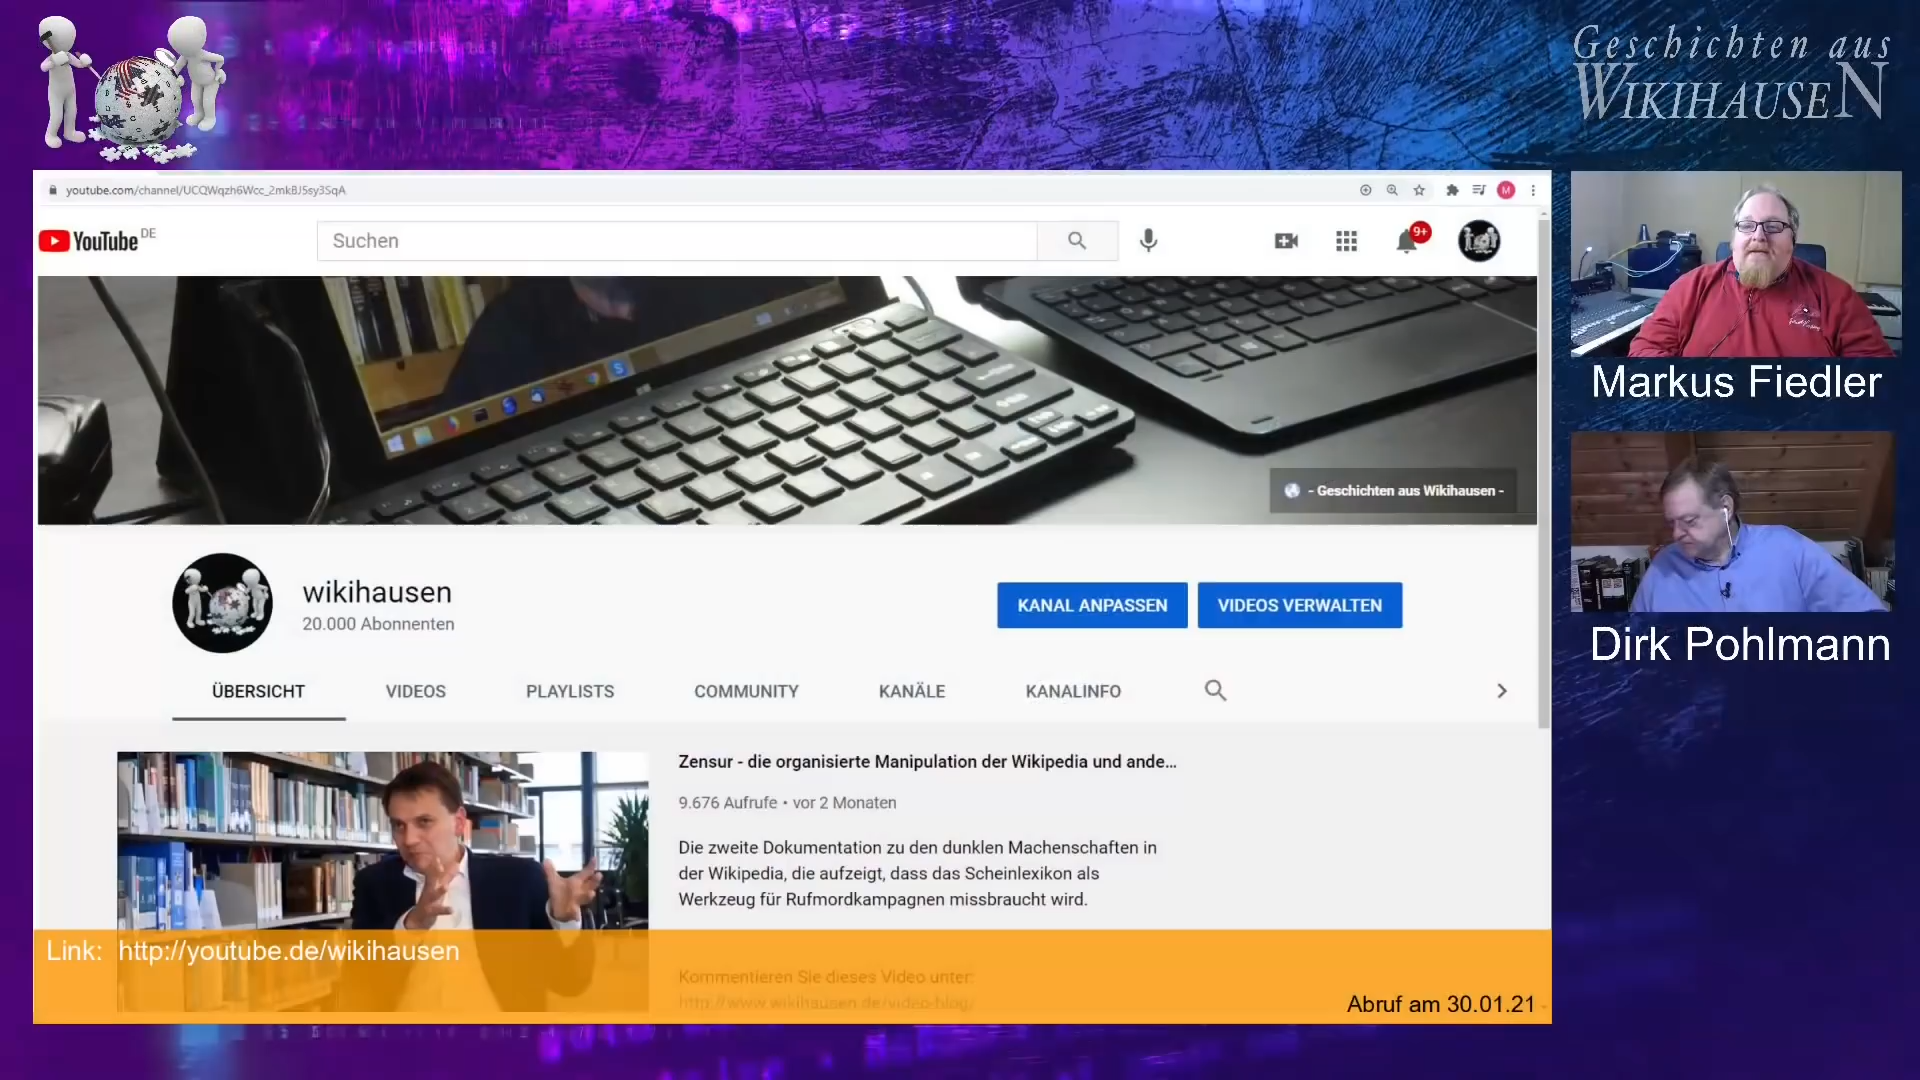 Geschichten aus
WIKIHAUSEN
youtube.com/channel/UCQWqzh6Wcc_2mkBJ5sy3SqA
M
YouTube DE
Suchen
9+
- Geschichten aus Wikihausen -
wikihausen
20.000 Abonnenten
KANAL ANPASSEN
VIDEOS VERWALTEN
ÜBERSICHT
VIDEOS
PLAYLISTS
COMMUNITY
KANÄLE
KANALINFO
Zensur - die organisierte Manipulation der Wikipedia und ande...
9.676 Aufrufe • vor 2 Monaten
Die zweite Dokumentation zu den dunklen Machenschaften in
der Wikipedia, die aufzeigt, dass das Scheinlexikon als
Werkzeug für Rufmordkampagnen missbraucht wird.
Link: http://youtube.de/wikihausen
Kommentieren Sie dieses Video unter:
http://www.wikihausen.de/video-blog/
Abruf am 30.01.21
Markus Fiedler
Dirk Pohlmann